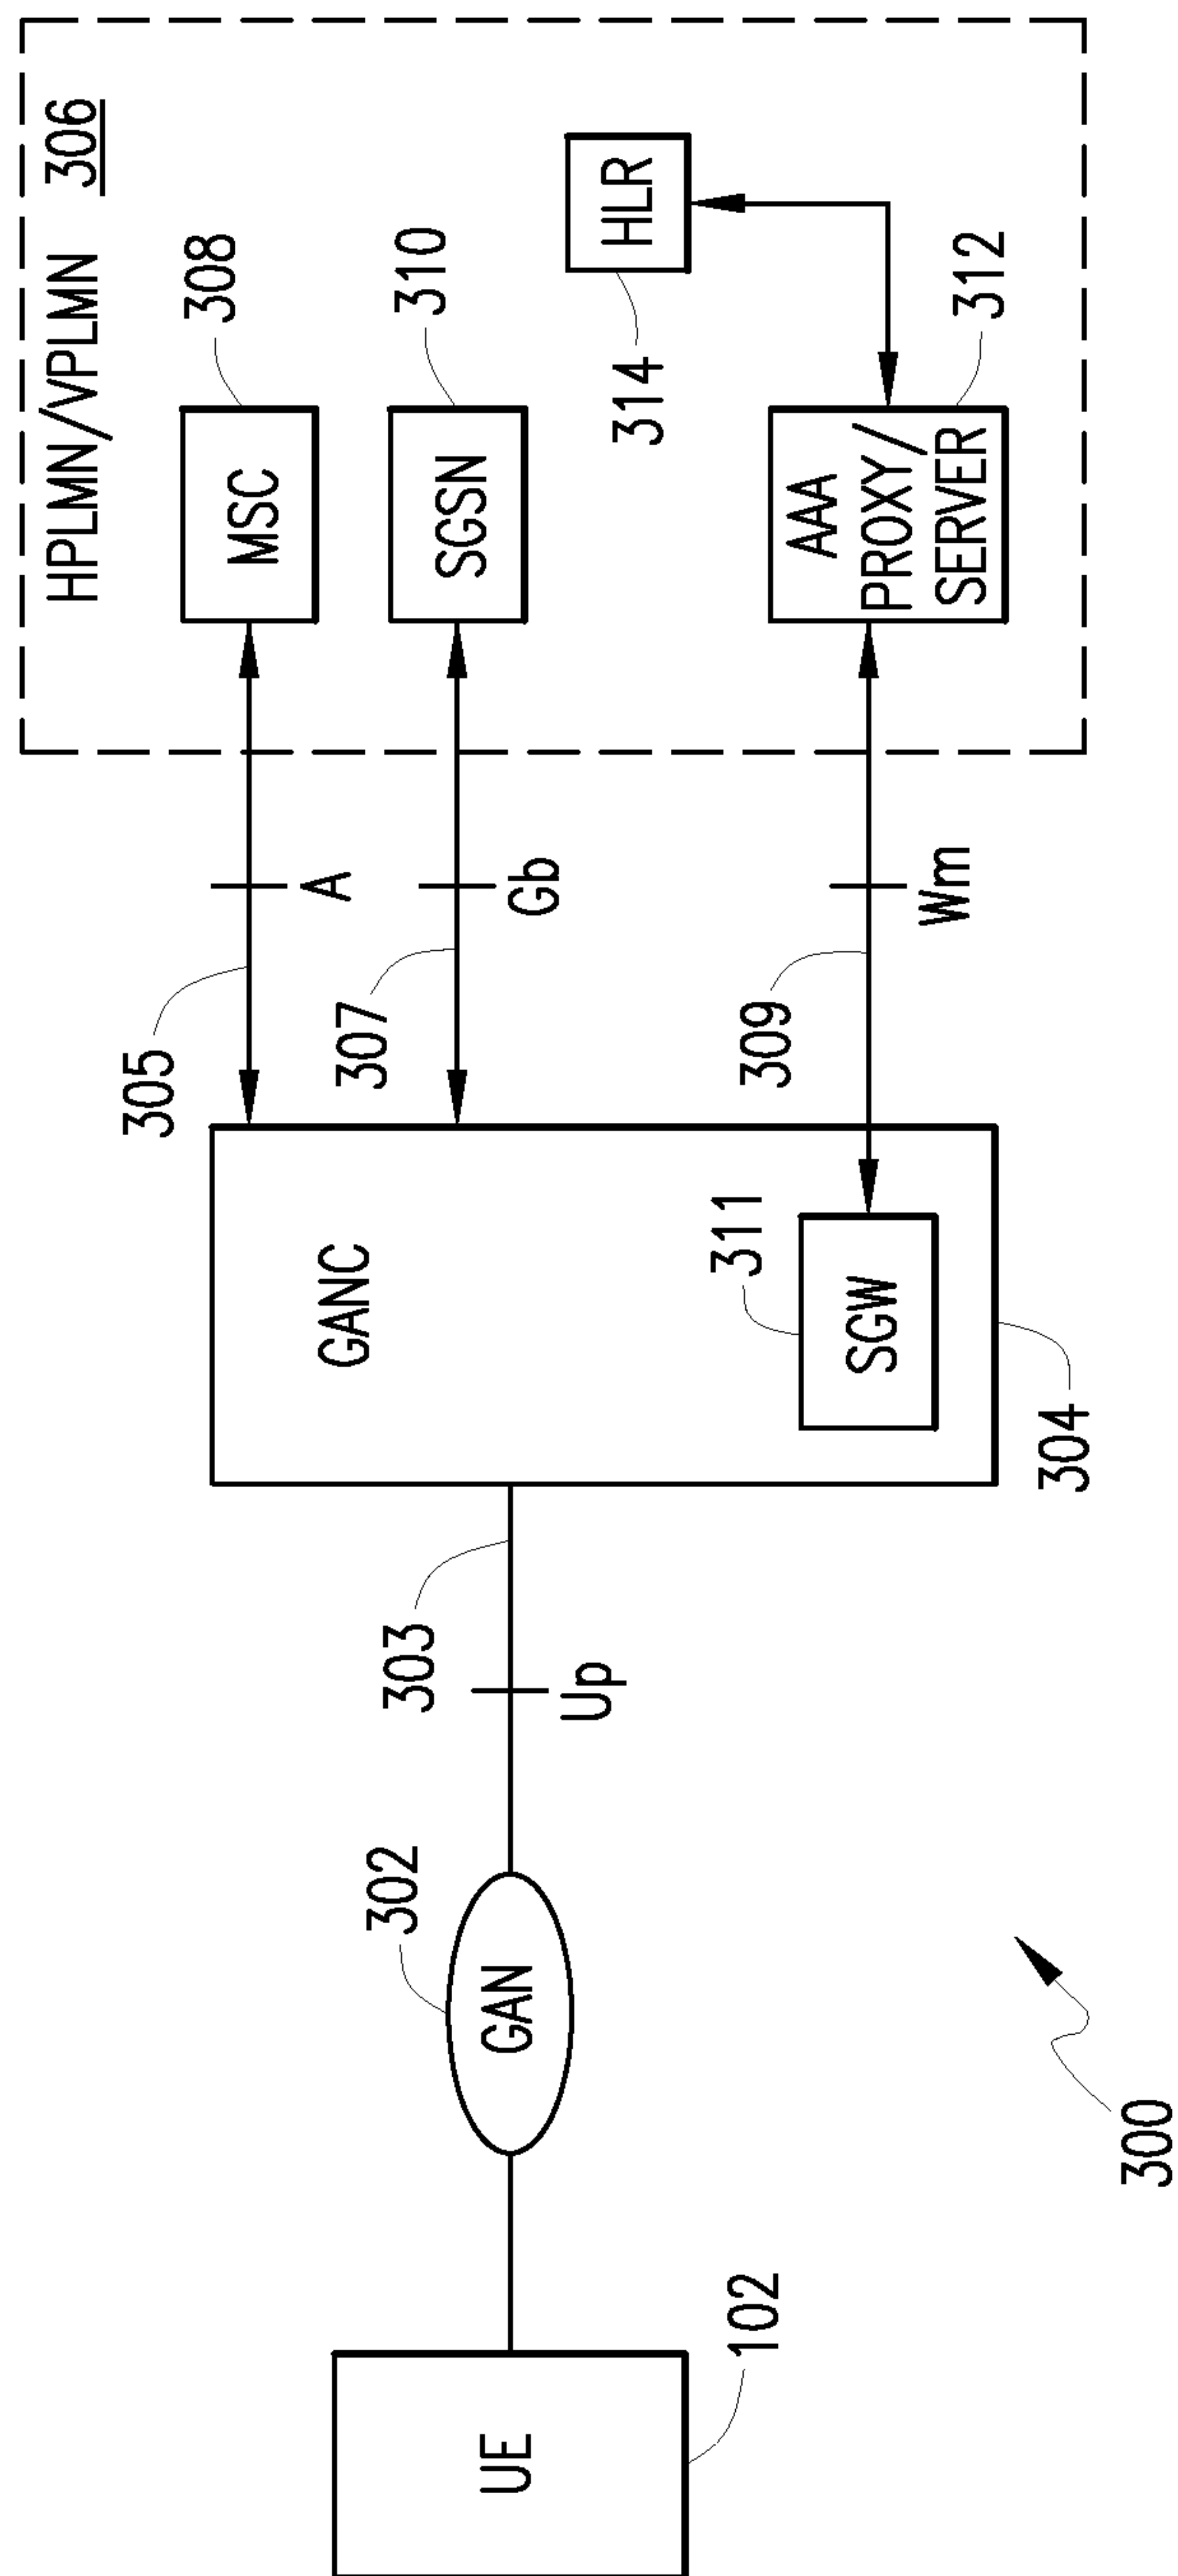 HPLMN/VPLMN 306
308
MSC
310
SGSN
314
HLR
312
AAA
PROXY/
SERVER
305
A
307
Gb
309
Wm
GANC
311
SGW
304
303
Up
302
GAN
UE
102
300